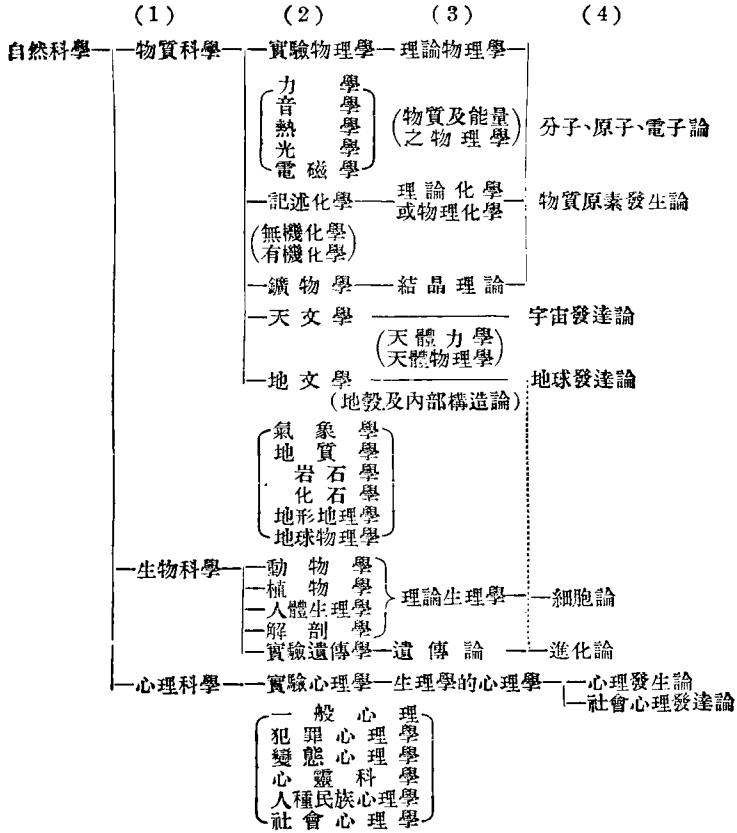 (1) (2) (3) (4)
自然科學 物質科學 實驗物理學 理論物理學
力學
音學
熱學
光學
電磁學
(物質及能量
之物理學)
分子、原子、電子論
記述化學 理論化學
或物理化學 物質原素發生論
(無機化學
有機化學)
鑛物學 結晶理論
天文學 宇宙發達論
(天體力學
天體物理學)
地文學 地球發達論
(地殼及內部構造論)
氣象學
地質學
岩石學
化石學
地形地理學
地球物理學
生物科學 動物學
植物學
人體生理學
解剖學
理論生理學 細胞論
實驗遺傳學 遺傳論 進化論
心理科學 實驗心理學 生理學的心理學 心理發生論
社會心理發達論
一般心理
犯罪心理學
變態心理學
心靈科學
人種民族心理學
社會心理學